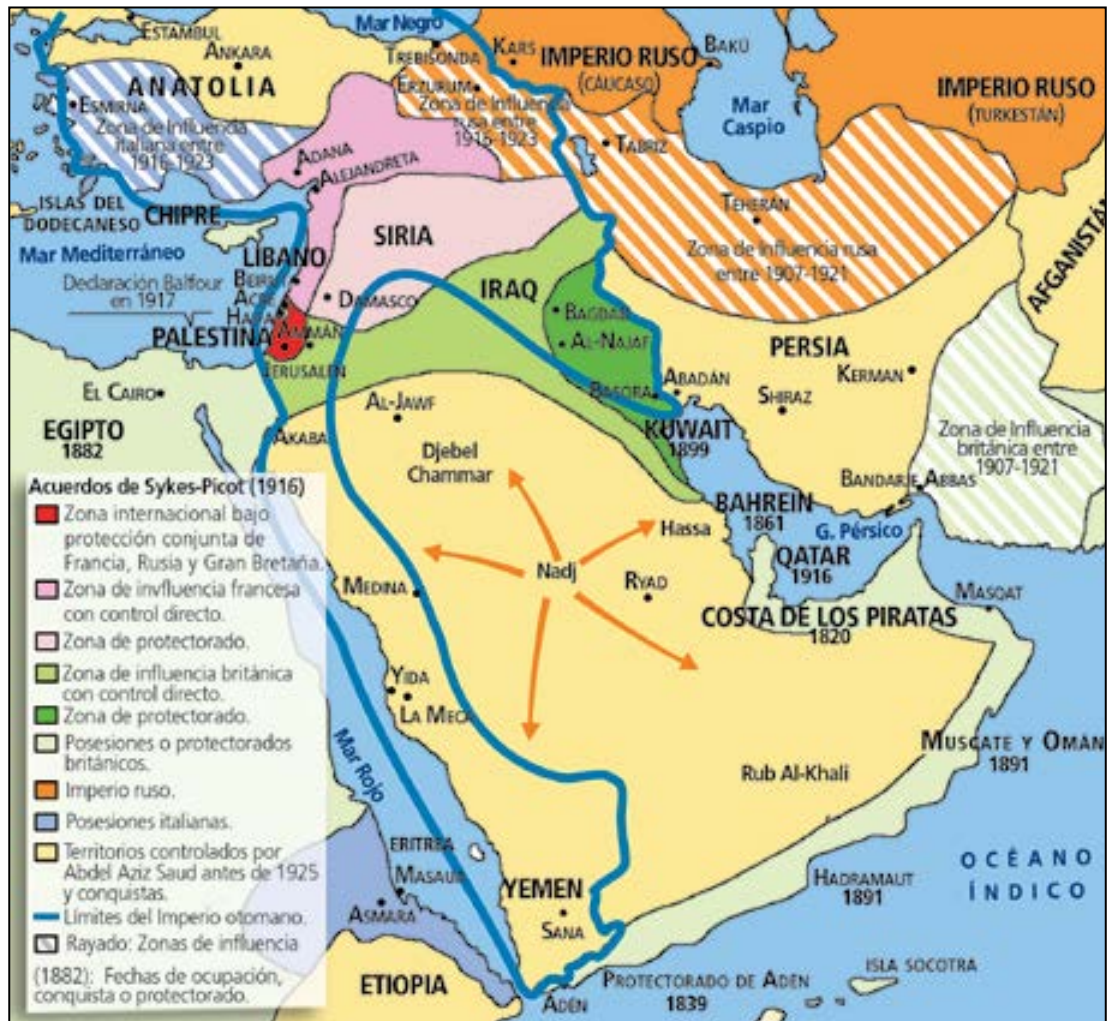 Mar Negro
ESTAMBUL
ANKARA
ANATOLIA
TREBISONDA
KARS
IMPERIO RUSO
(CÁUCASO)
BAKÚ
IMPERIO RUSO
(TURKESTÁN)
ERZURUM
Zona de Influencia
rusa entre
1916-1923
Mar
Caspio
ESMIRNA
Zona de Influencia
italiana entre
1916-1923
TABRIZ
ADANA
ALEJANDRETA
TEHERÁN
ISLAS DEL
DODECANESO
CHIPRE
SIRIA
Zona de Influencia rusa
entre 1907-1921
AFGANISTÁN
Mar Mediterráneo
LÍBANO
Declaración Balfour
en 1917
BEIRUT
ACRE
HAIFA
DAMASCO
IRAQ
BAGDAD
AL-NAJAF
PALESTINA
AMMÁN
JERUSALÉN
PERSIA
KERMAN
BASORA
ABADÁN
SHIRAZ
EL CAIRO
AL-JAWF
KUWAIT
1899
EGIPTO
1882
AKABA
Djebel
Chammar
Zona de Influencia
británica entre
1907-1921
BANDARJE ABBAS
BAHREIN
1861
G. Pérsico
Hassa
QATAR
1916
Nadj
RYAD
MEDINA
MASQAT
COSTA DE LOS PIRATAS
1820
YIDA
LA MECA
MUSCATE Y OMÁN
1891
Mar Rojo
Rub Al-Khali
ERITREA
MASAUA
ASMARA
YEMEN
SANA
HADRAMAUT
1891
OCÉANO
ÍNDICO
ETIOPIA
ADÉN
PROTECTORADO DE ADÉN
1839
ISLA SOCOTRA
Acuerdos de Sykes-Picot (1916)
Zona internacional bajo
protección conjunta de
Francia, Rusia y Gran Bretaña.
Zona de invfluencia francesa
con control directo.
Zona de protectorado.
Zona de influencia británica
con control directo.
Zona de protectorado.
Posesiones o protectorados
británicos.
Imperio ruso.
Posesiones italianas.
Territorios controlados por
Abdel Aziz Saud antes de 1925
y conquistas.
Límites del Imperio otomano.
Rayado: Zonas de influencia
(1882): Fechas de ocupación,
conquista o protectorado.